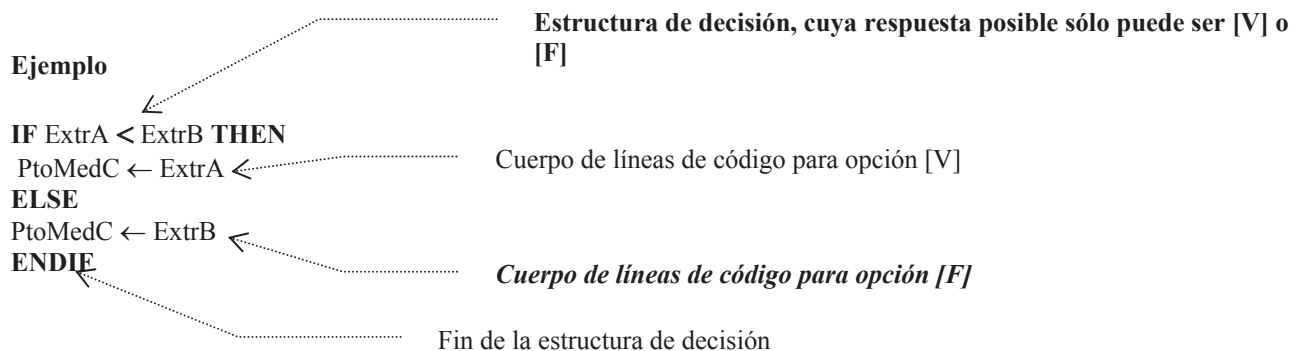 Estructura de decisión, cuya respuesta posible sólo puede ser [V] o
[F]
Ejemplo
IF ExtrA < ExtrB THEN
PtoMedC ← ExtrA
Cuerpo de líneas de código para opción [V]
ELSE
PtoMedC ← ExtrB
ENDIF
Cuerpo de líneas de código para opción [F]
Fin de la estructura de decisión